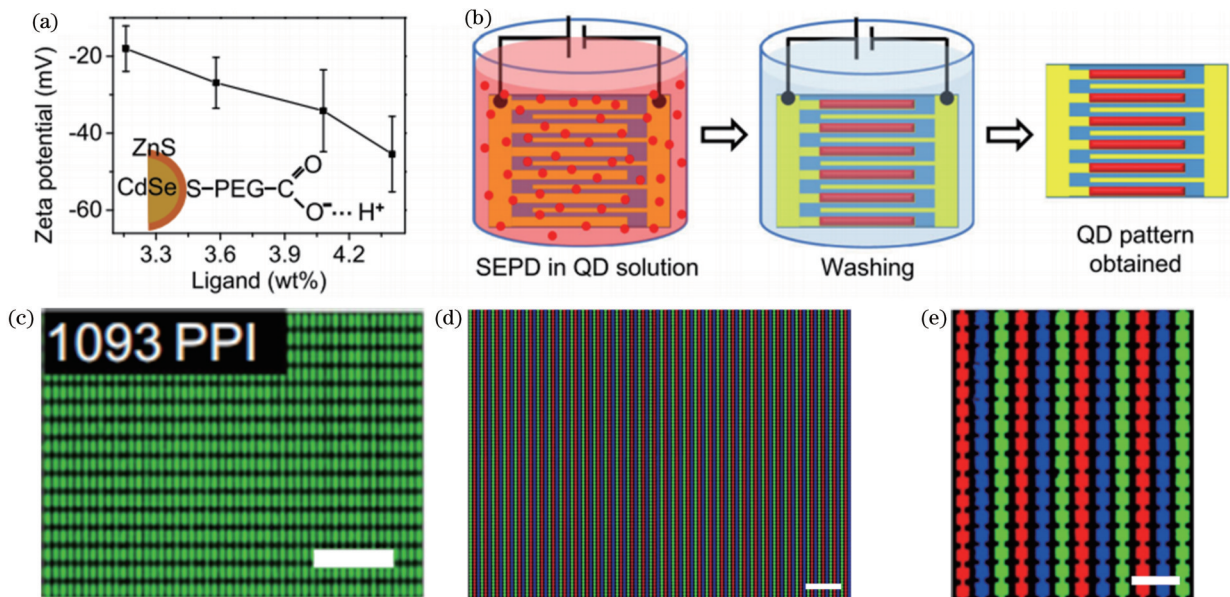 (a)
Zeta potential (mV)
-20
-40
-60
3.3 3.6 3.9 4.2
Ligand (wt%)
ZnS
CdSe
S–PEG–C
O
O⁻ ··· H⁺
(b)
SEPD in QD solution
Washing
QD pattern
obtained
(c)
1093 PPI
(d)
(e)